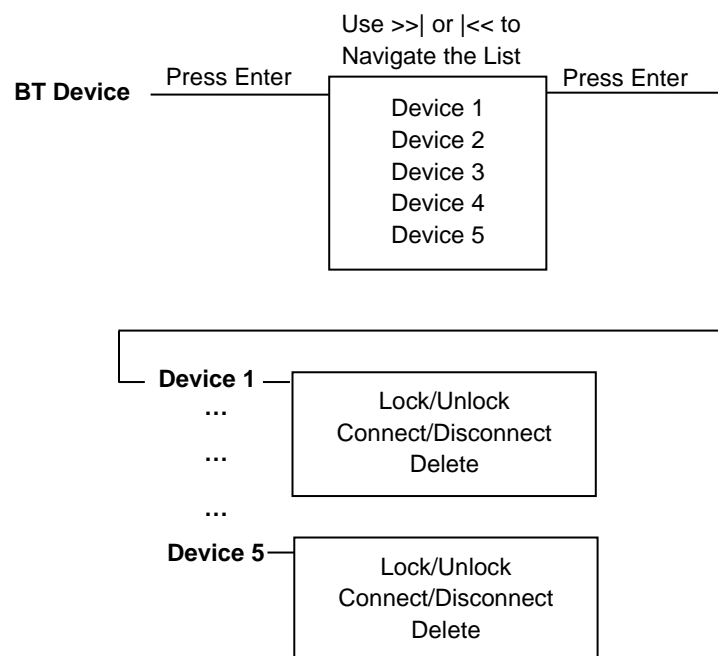 Use >>| or |<< to
Navigate the List
BT Device
Press Enter
Press Enter
Device 1
Device 2
Device 3
Device 4
Device 5
Device 1
...
...
...
Lock/Unlock
Connect/Disconnect
Delete
Device 5
Lock/Unlock
Connect/Disconnect
Delete